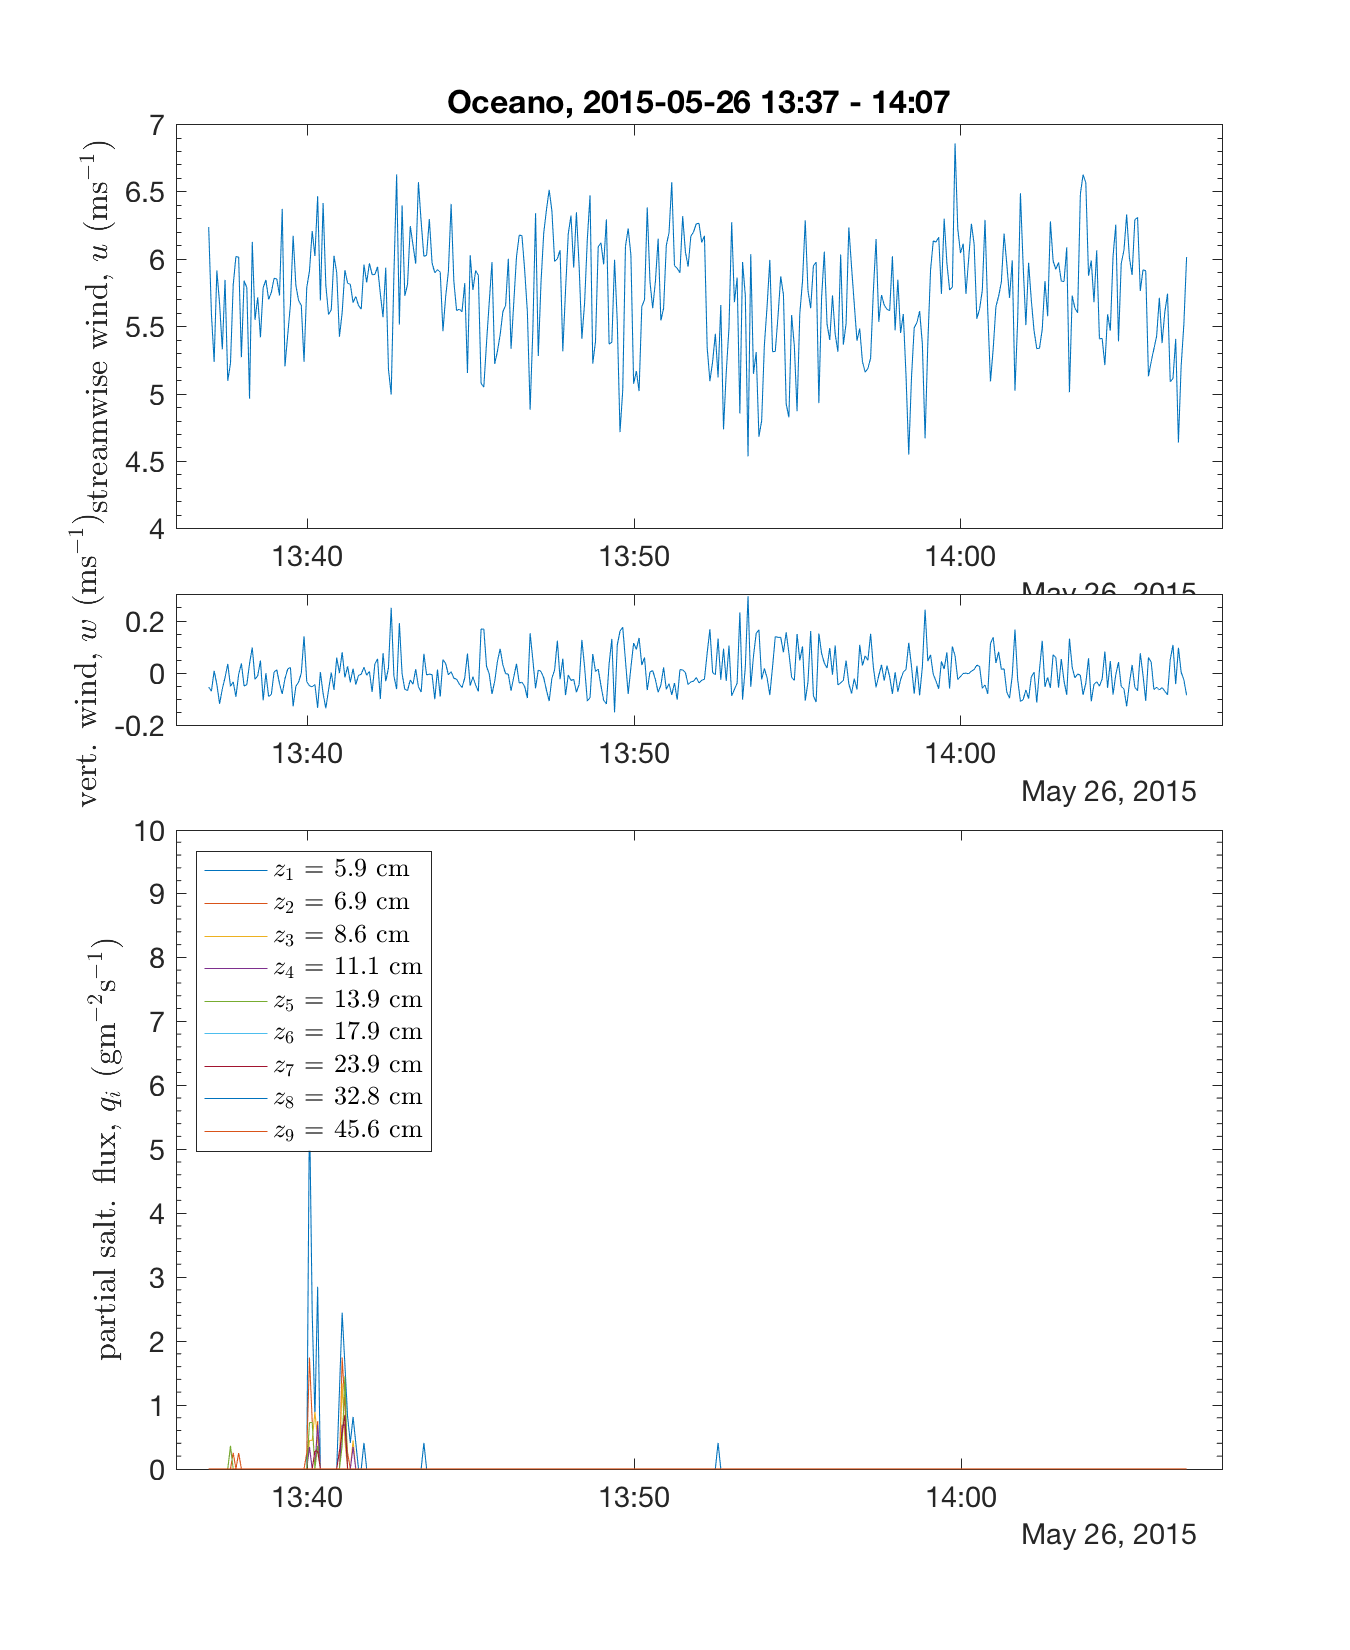 Oceano, 2015-05-26 13:37 - 14:07
streamwise wind, u (ms⁻¹)
7
6.5
6
5.5
5
4.5
4
13:40 13:50 14:00
May 26, 2015
vert. wind, w (ms⁻¹)
0.2
0
-0.2
13:40 13:50 14:00
May 26, 2015
partial salt. flux, qᵢ (gm⁻²s⁻¹)
10
9
8
7
6
5
4
3
2
1
0
z₁ = 5.9 cm
z₂ = 6.9 cm
z₃ = 8.6 cm
z₄ = 11.1 cm
z₅ = 13.9 cm
z₆ = 17.9 cm
z₇ = 23.9 cm
z₈ = 32.8 cm
z₉ = 45.6 cm
13:40 13:50 14:00
May 26, 2015